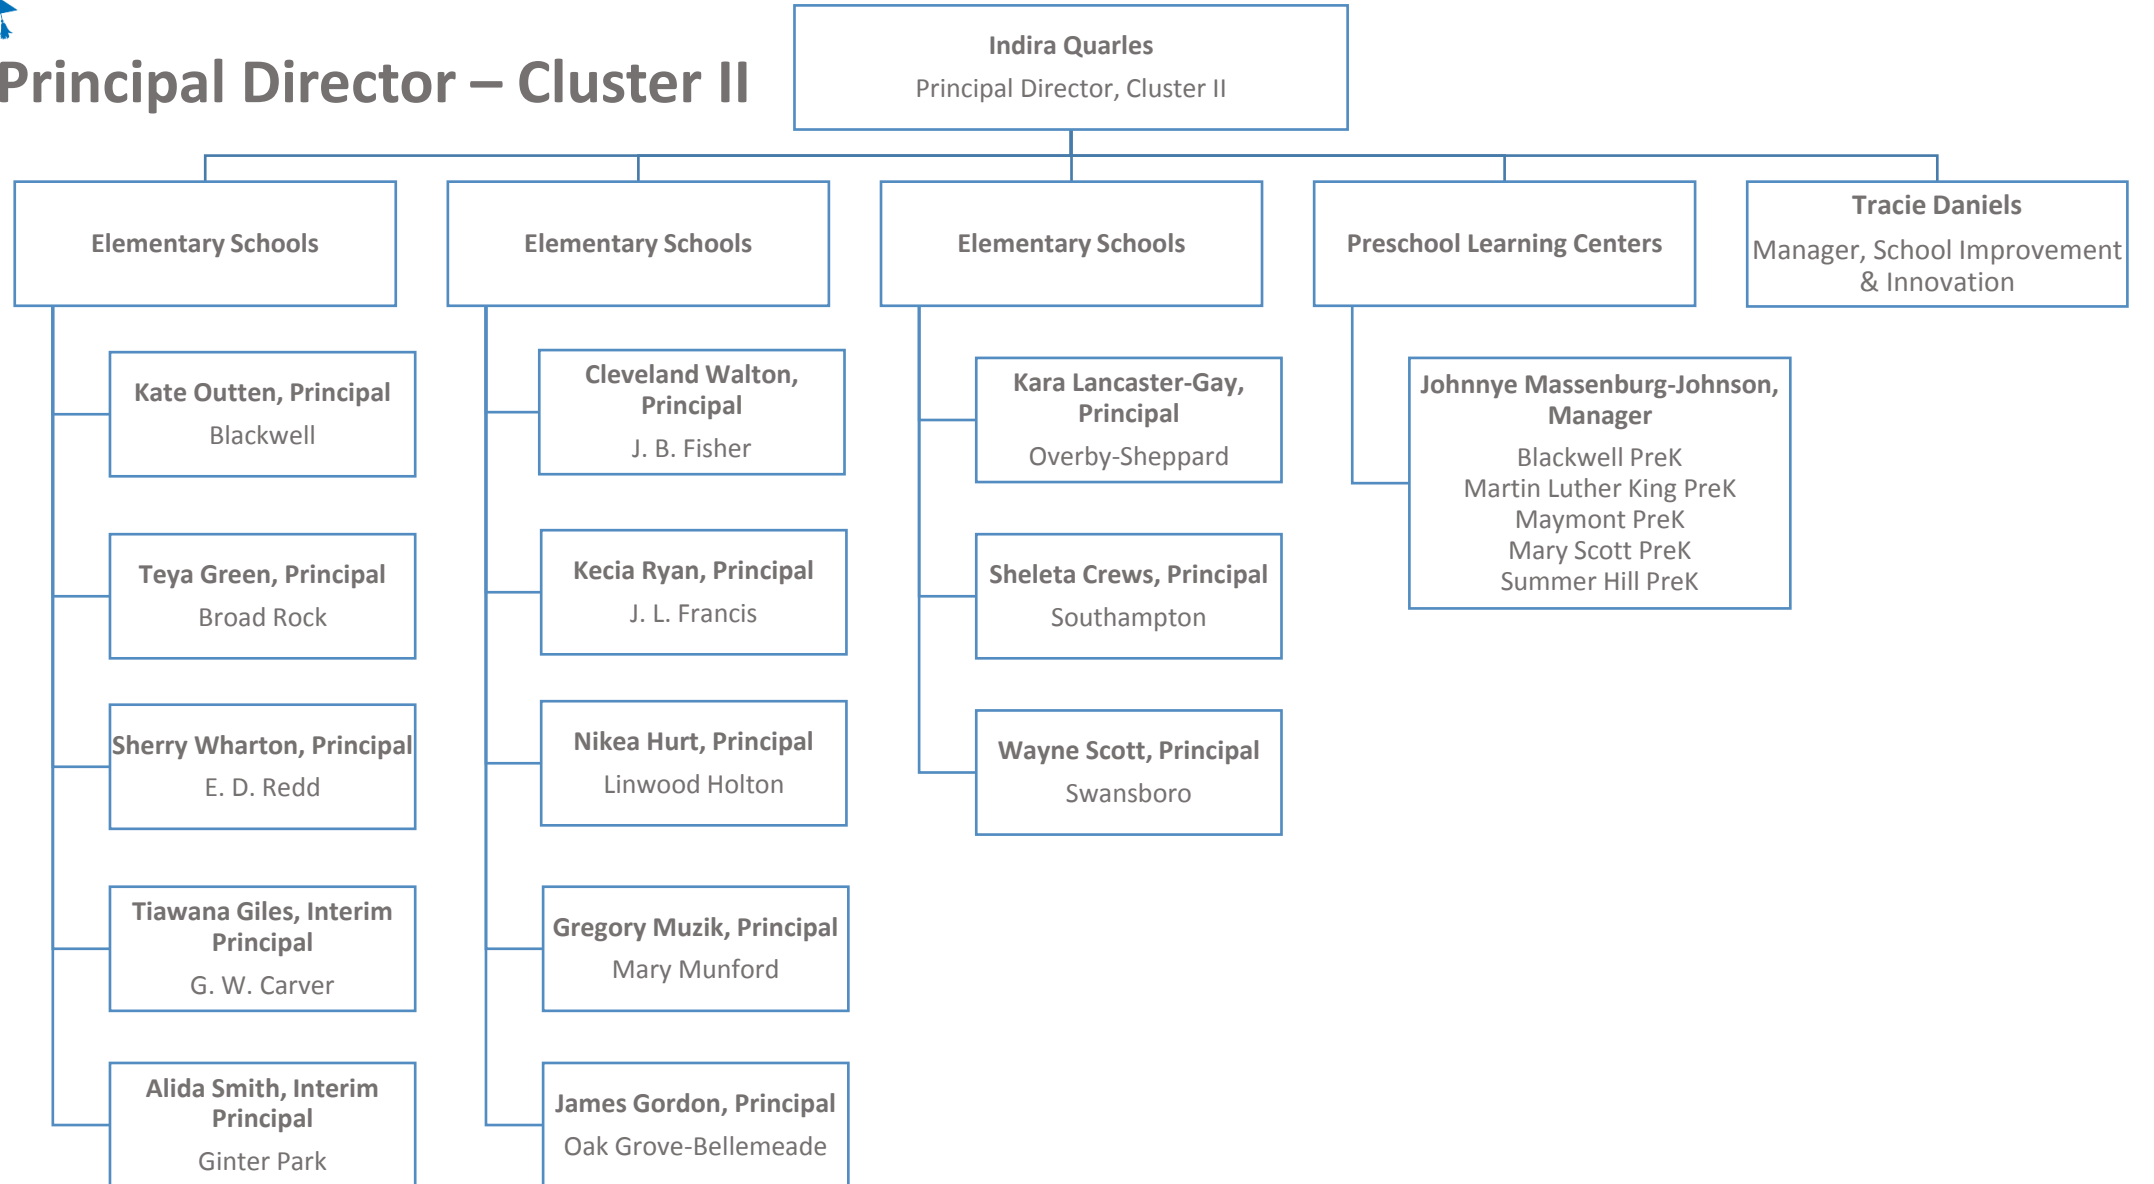 Principal Director – Cluster II
Indira Quarles
Principal Director, Cluster II
Elementary Schools
Kate Outten, Principal
Blackwell
Teya Green, Principal
Broad Rock
Sherry Wharton, Principal
E. D. Redd
Tiawana Giles, Interim
Principal
G. W. Carver
Alida Smith, Interim
Principal
Ginter Park
Elementary Schools
Cleveland Walton,
Principal
J. B. Fisher
Kecia Ryan, Principal
J. L. Francis
Nikea Hurt, Principal
Linwood Holton
Gregory Muzik, Principal
Mary Munford
James Gordon, Principal
Oak Grove-Bellemeade
Elementary Schools
Kara Lancaster-Gay,
Principal
Overby-Sheppard
Sheleta Crews, Principal
Southampton
Wayne Scott, Principal
Swansboro
Preschool Learning Centers
Johnnye Massenburg-Johnson,
Manager
Blackwell PreK
Martin Luther King PreK
Maymont PreK
Mary Scott PreK
Summer Hill PreK
Tracie Daniels
Manager, School Improvement
& Innovation